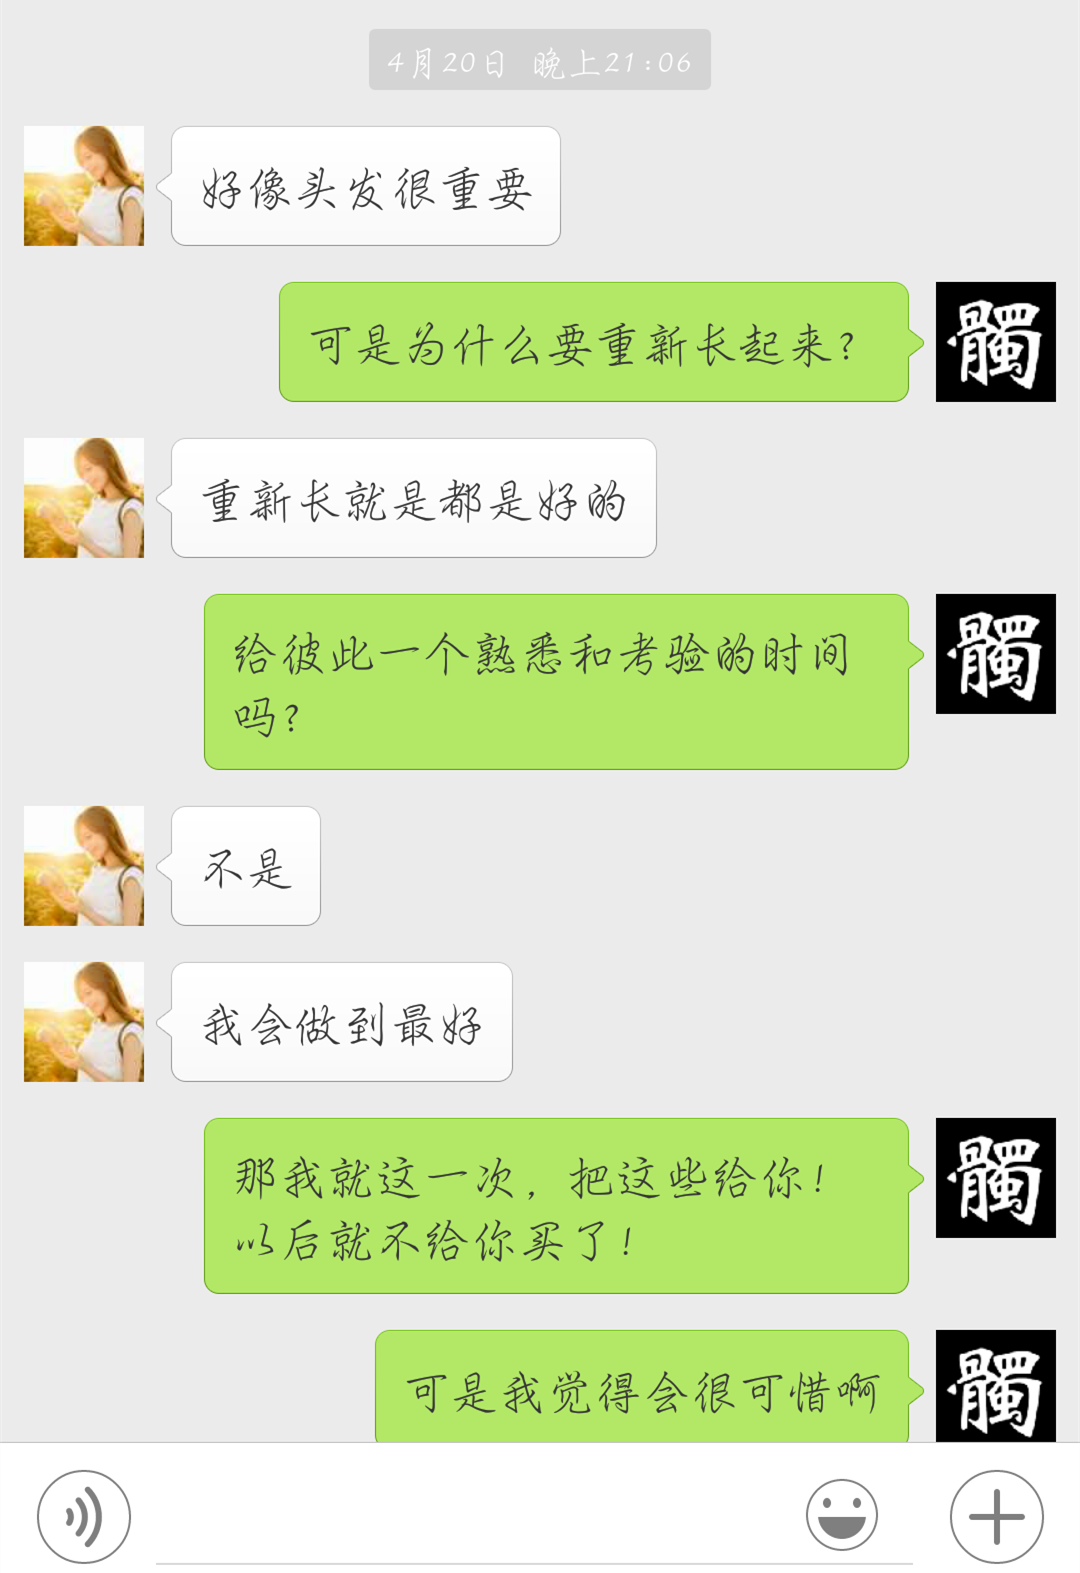 4月20日 晚上21:06
好像头发很重要
可是为什么要重新长起来?
髑
重新长就是都是好的
给彼此一个熟悉和考验的时间
吗?
髑
不是
我会做到最好
那我就这一次，把这些给你!
以后就不给你买了!
髑
可是我觉得会很可惜啊
髑